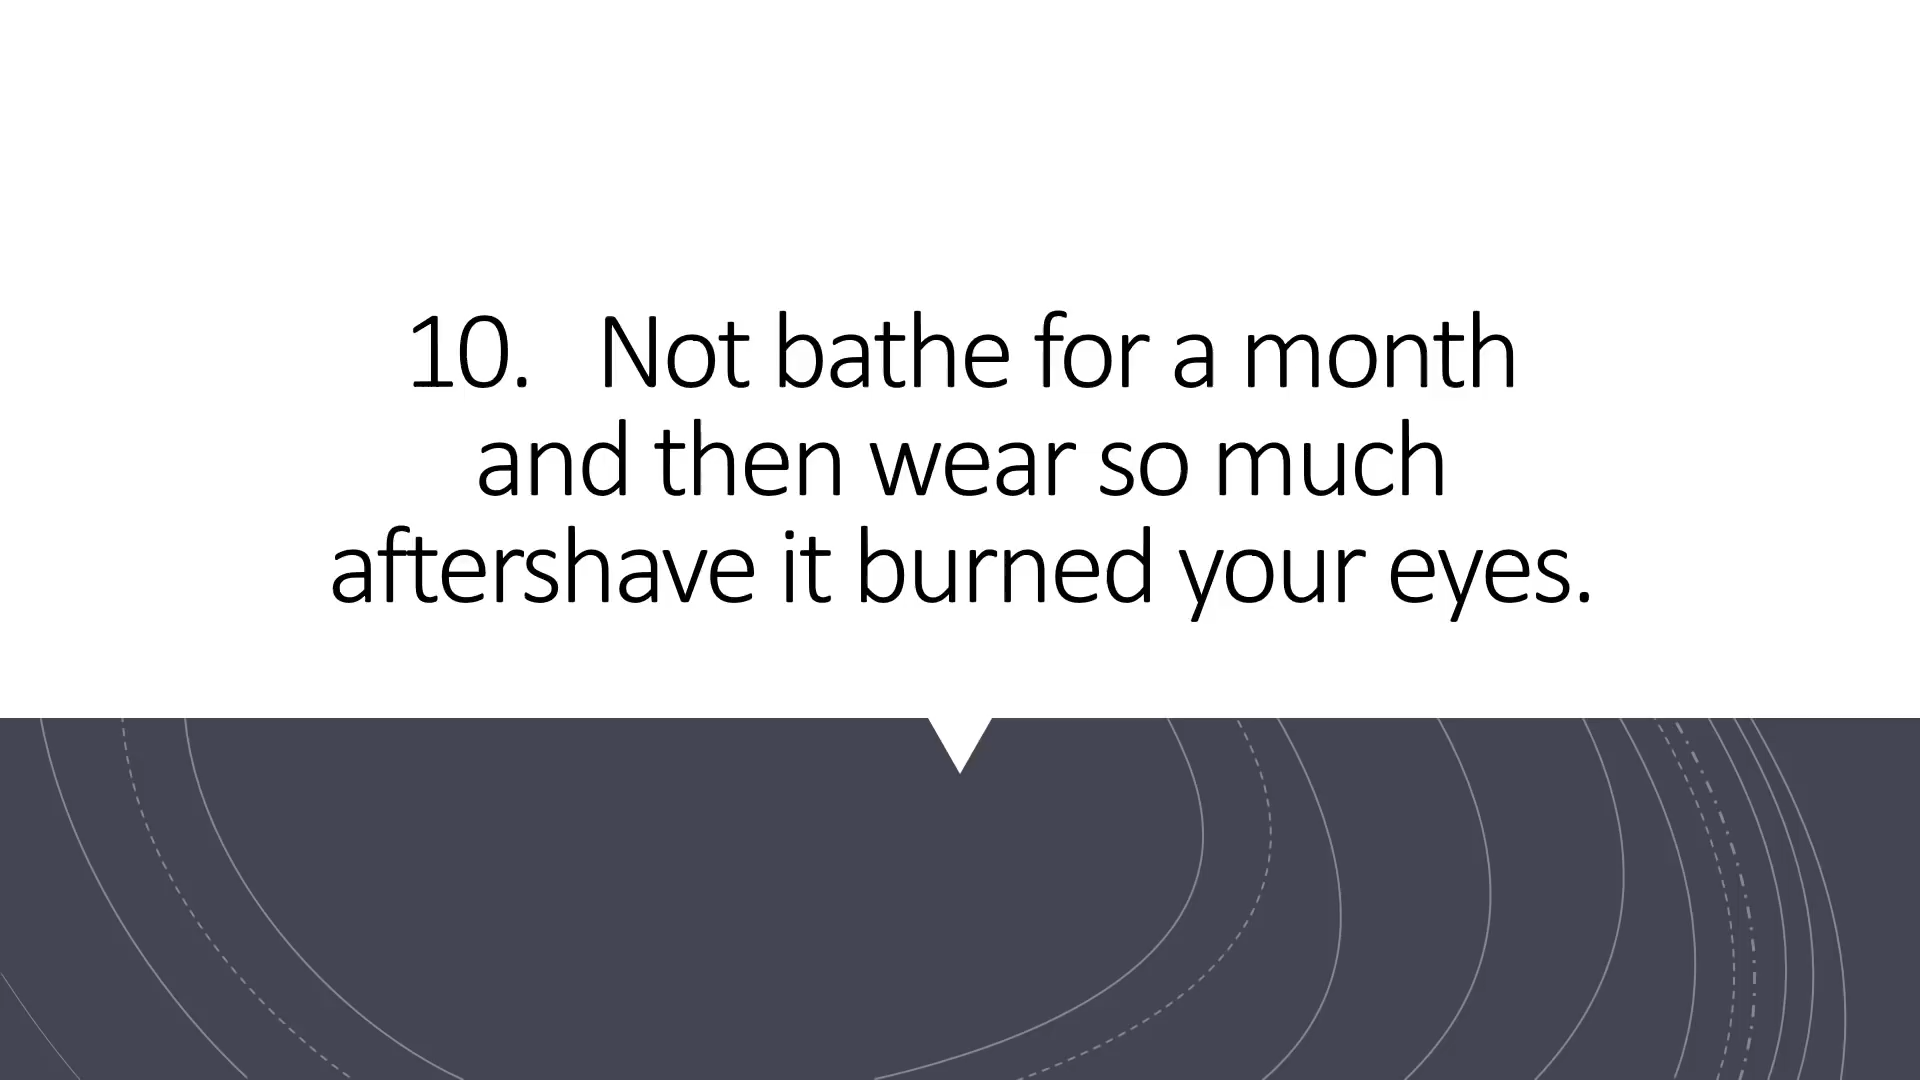 10. Not bathe for a month
and then wear so much
aftershave it burned your eyes.